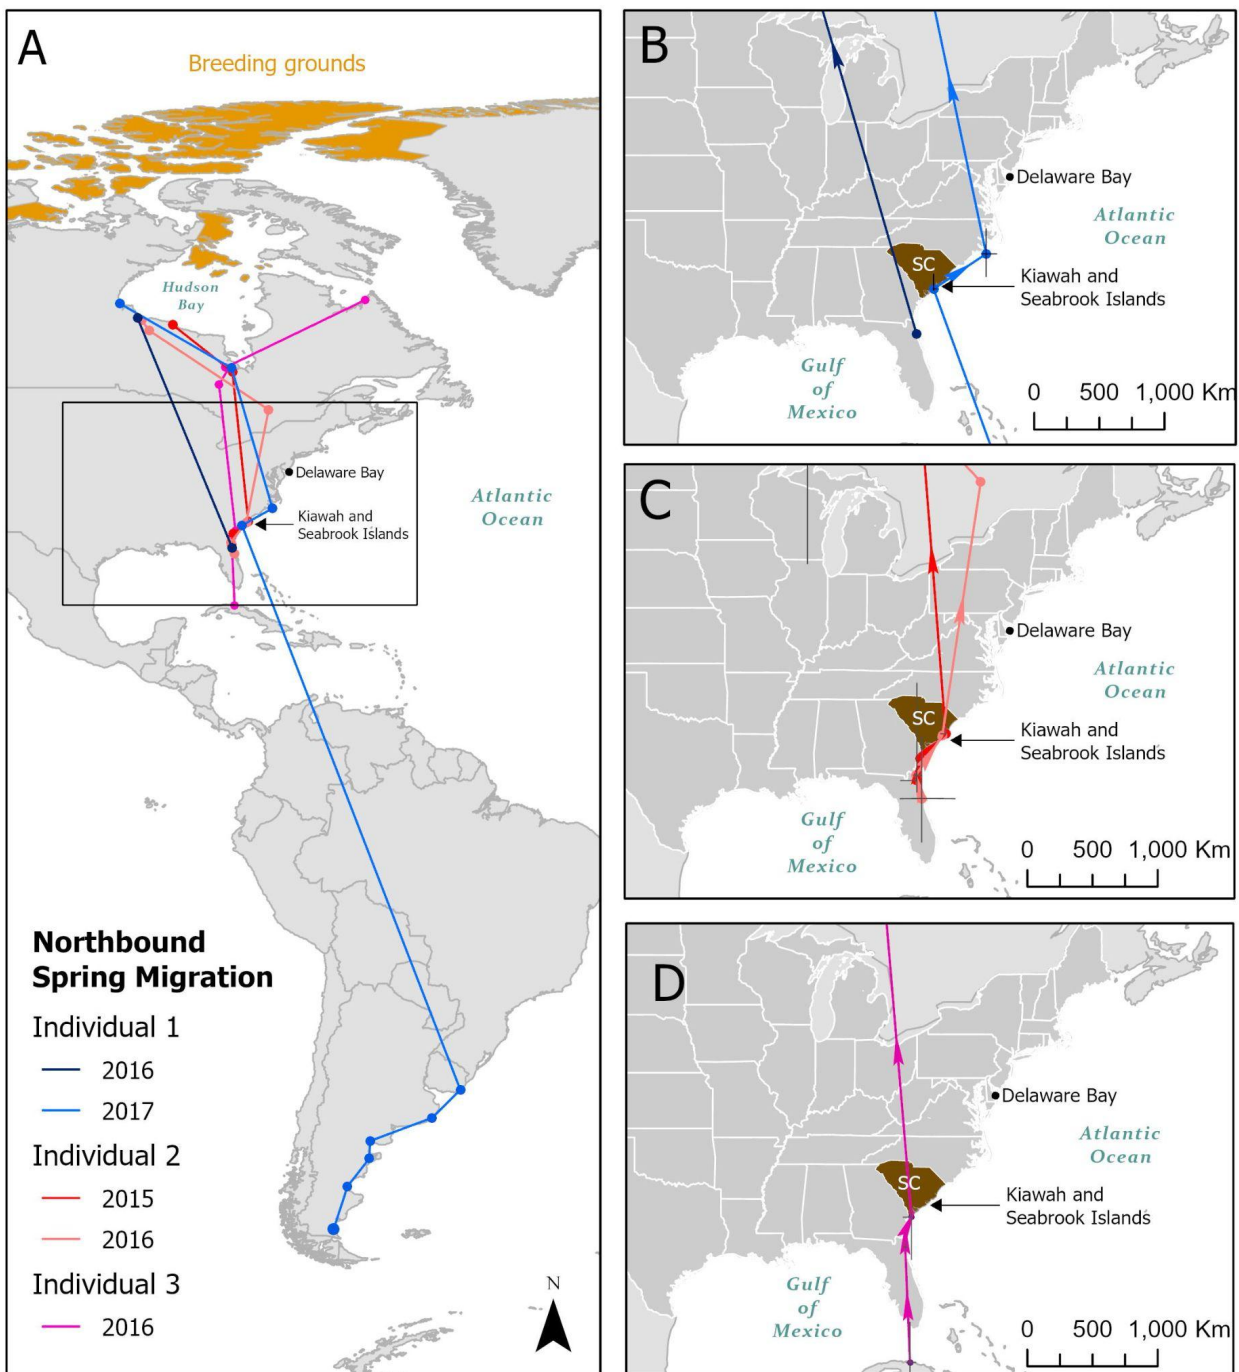 A
Breeding grounds
Hudson
Bay
Delaware Bay
Atlantic
Ocean
Kiawah and
Seabrook Islands
Northbound
Spring Migration
Individual 1
2016
2017
Individual 2
2015
2016
Individual 3
2016
N
B
Delaware Bay
Atlantic
Ocean
SC
Kiawah and
Seabrook Islands
Gulf
of
Mexico
0 500 1,000 Km
C
Delaware Bay
Atlantic
Ocean
SC
Kiawah and
Seabrook Islands
Gulf
of
Mexico
0 500 1,000 Km
D
Delaware Bay
Atlantic
Ocean
SC
Kiawah and
Seabrook Islands
Gulf
of
Mexico
0 500 1,000 Km